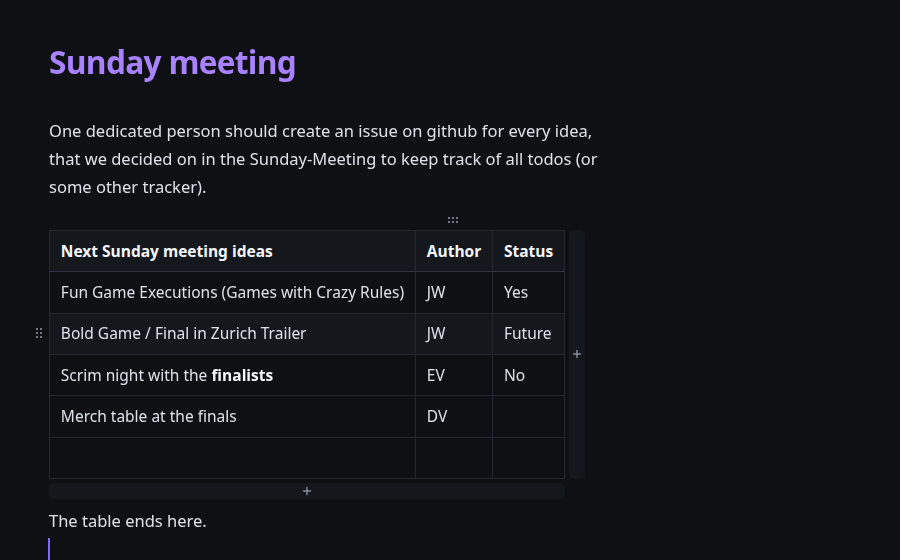 Sunday meeting
One dedicated person should create an issue on github for every idea,
that we decided on in the Sunday-Meeting to keep track of all todos (or
some other tracker).
Next Sunday meeting ideas Author Status
Fun Game Executions (Games with Crazy Rules) JW Yes
Bold Game / Final in Zurich Trailer JW Future
Scrim night with the finalists EV No
Merch table at the finals DV
The table ends here.